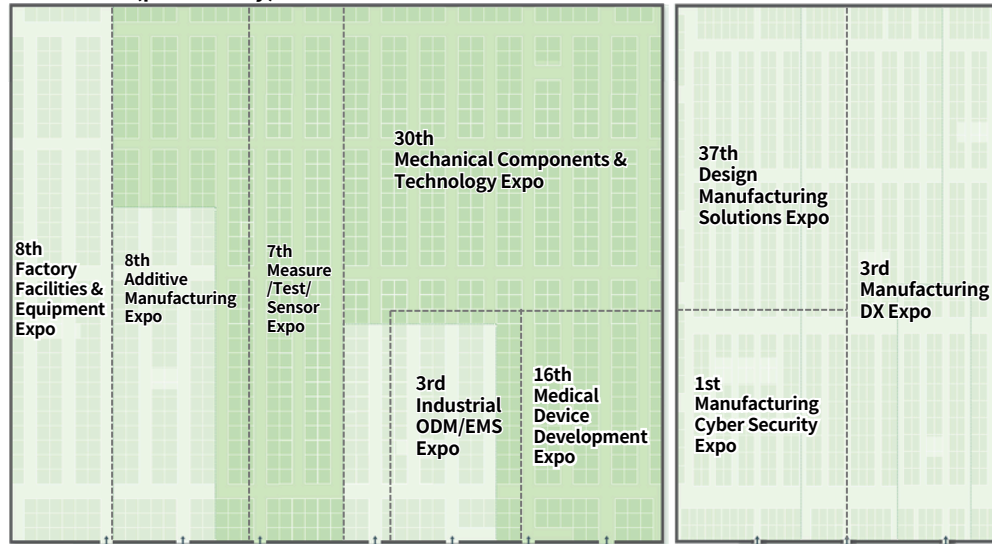 30th
Mechanical Components &
Technology Expo
37th
Design
Manufacturing
Solutions Expo
8th
Factory
Facilities &
Equipment
Expo
8th
Additive
Manufacturing
Expo
7th
Measure
/Test/
Sensor
Expo
3rd
Manufacturing
DX Expo
3rd
Industrial
ODM/EMS
Expo
16th
Medical
Device
Development
Expo
1st
Manufacturing
Cyber Security
Expo